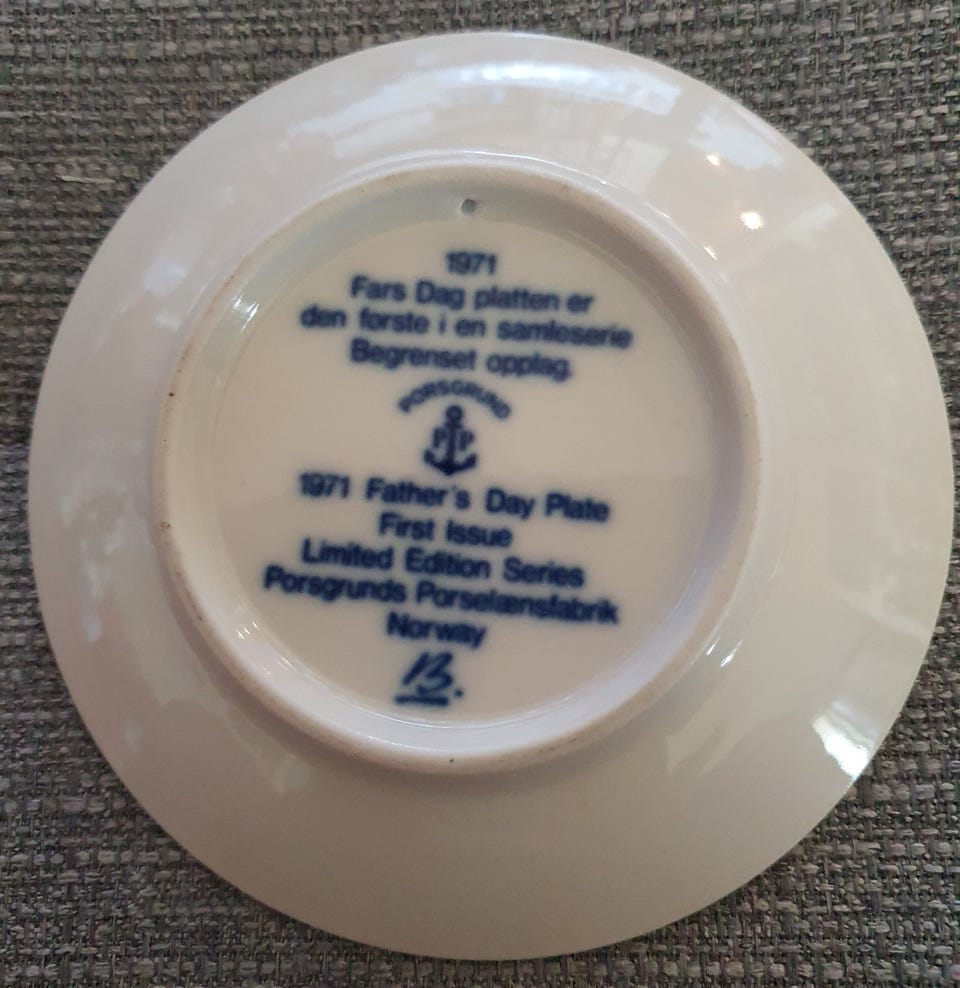 1971
Fars Dag platten er
den første i en samleserie
Begrenset opplag.
PORSGRUND
P P
1971 Father's Day Plate
First Issue
Limited Edition Series
Porsgrunds Porselænsfabrik
Norway
B.